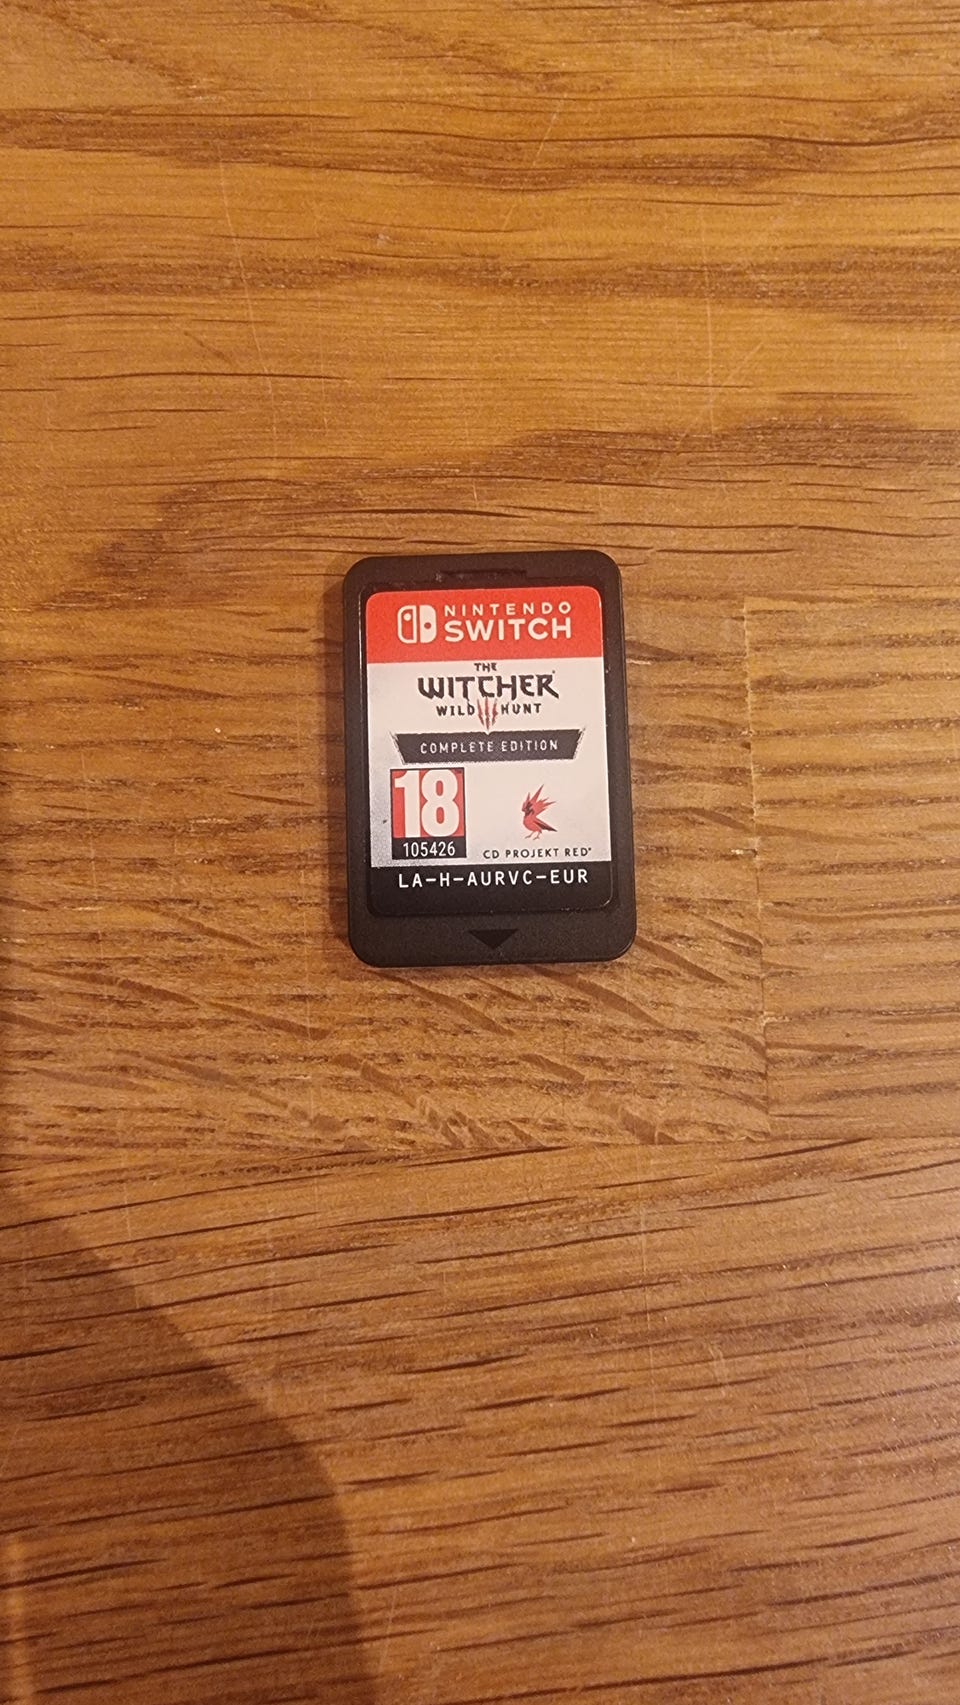 NINTENDO
SWITCH
THE
WITCHER
WILD HUNT
COMPLETE EDITION
18
105426
CD PROJEKT RED®
LA-H-AURVC-EUR